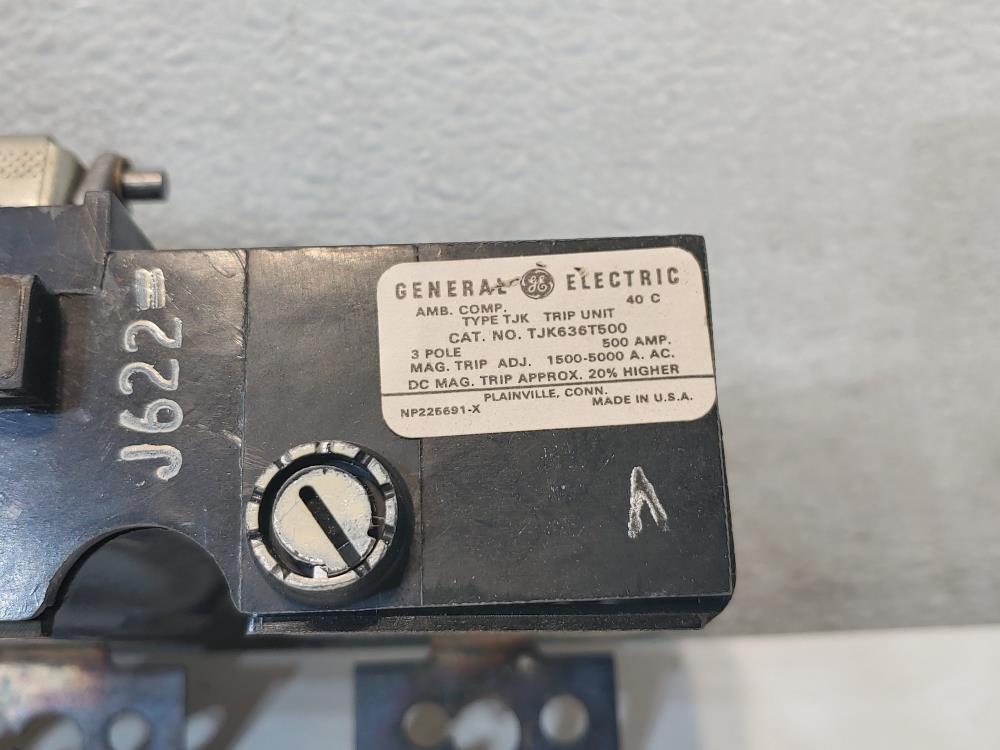 GENERAL GE ELECTRIC
AMB. COMP. 40 C
TYPE TJK TRIP UNIT
CAT. NO. TJK636T500
3 POLE 500 AMP.
MAG. TRIP ADJ. 1500-5000 A. AC.
DC MAG. TRIP APPROX. 20% HIGHER
PLAINVILLE, CONN.
NP225691-X MADE IN U.S.A.
J622=